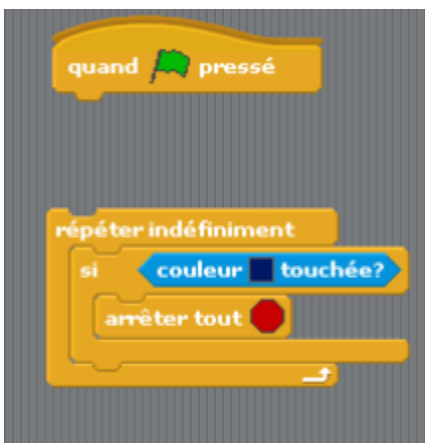 quand pressé
répéter indéfiniment
si couleur touchée?
arrêter tout